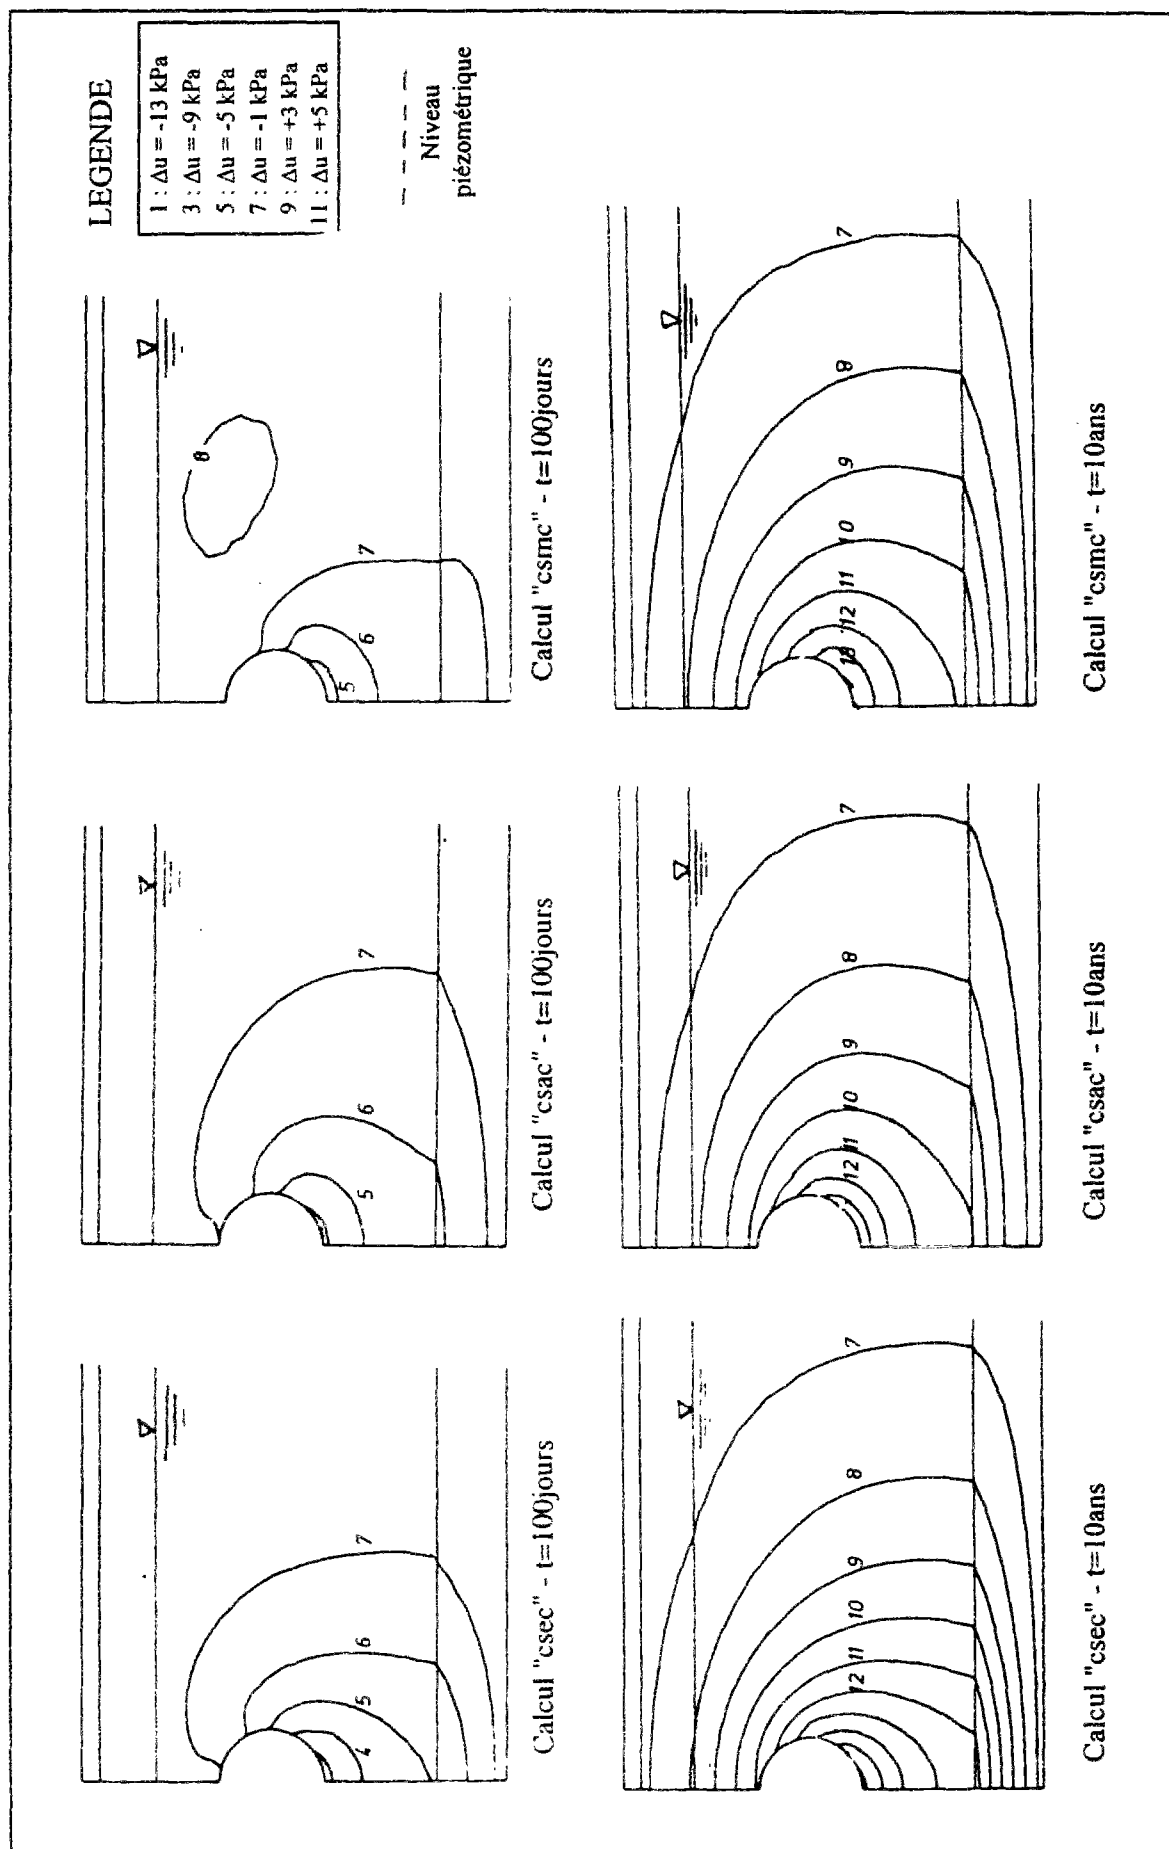 4 5 6 7
Calcul "csec" - t=100jours
5 6 7
Calcul "csac" - t=100jours
5 6 7 8
Calcul "csmc" - t=100jours
LEGENDE
1 : Δu = -13 kPa
3 : Δu = -9 kPa
5 : Δu = -5 kPa
7 : Δu = -1 kPa
9 : Δu = +3 kPa
11 : Δu = +5 kPa
Niveau
piézométrique
12 11 10 9 8 7
Calcul "csec" - t=10ans
12 11 10 9 8 7
Calcul "csac" - t=10ans
13 12 11 10 9 8 7
Calcul "csmc" - t=10ans